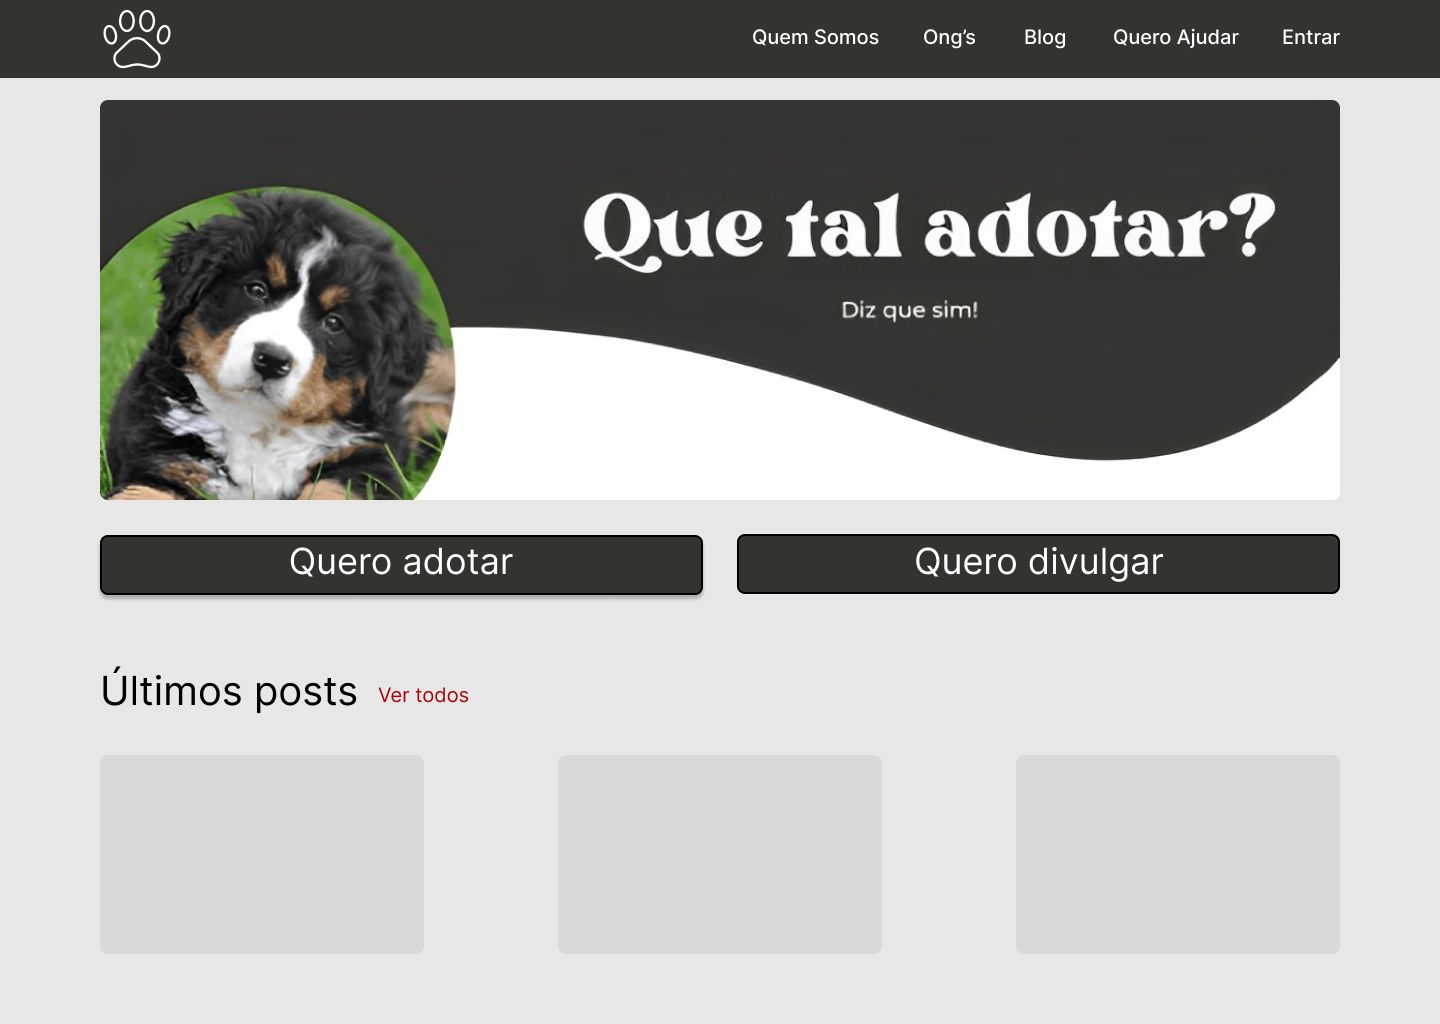 Quem Somos Ong’s Blog Quero Ajudar Entrar
Que tal adotar?
Diz que sim!
Quero adotar
Quero divulgar
Últimos posts Ver todos